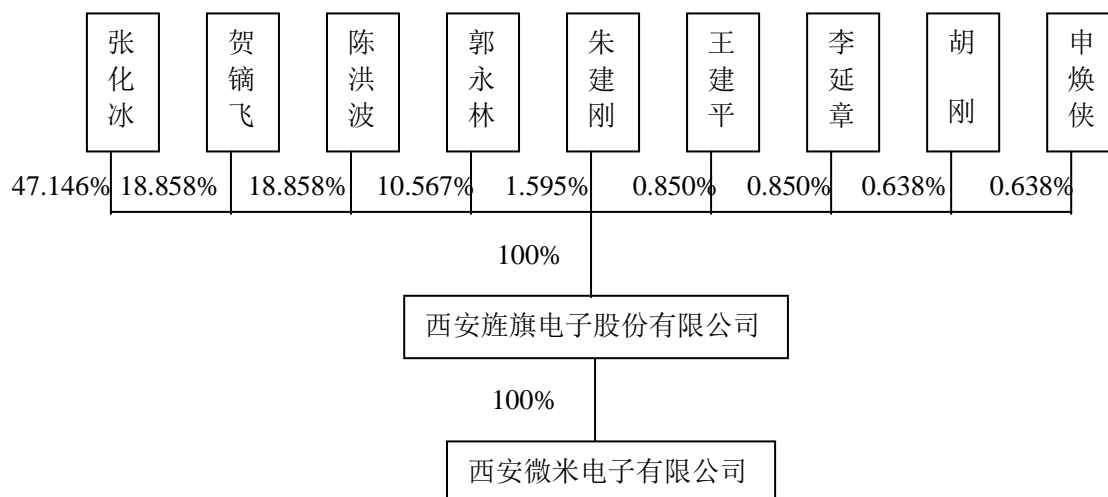 张化冰
贺镝飞
陈洪波
郭永林
朱建刚
王建平
李延章
胡刚
申焕侠
47.146%
18.858%
18.858%
10.567%
1.595%
0.850%
0.850%
0.638%
0.638%
100%
西安旌旗电子股份有限公司
100%
西安微米电子有限公司